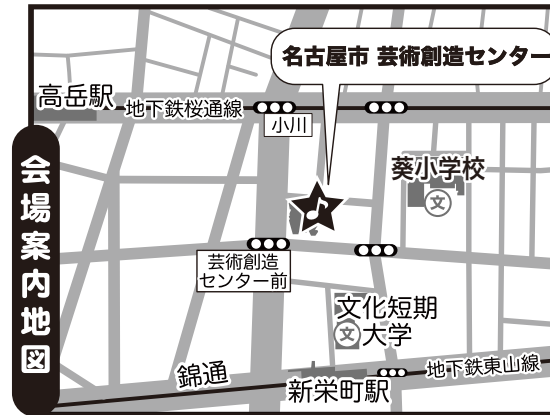 名古屋市 芸術創造センター
高岳駅
地下鉄桜通線
小川
葵小学校
文
会場案内地図
芸術創造
センター前
文化短期
文 大学
地下鉄東山線
錦通
新栄町駅